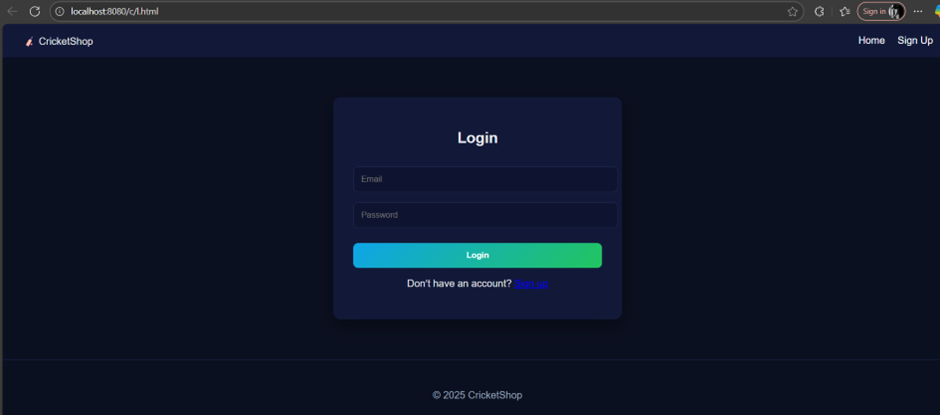 localhost:8080/c/l.html
Sign in
CricketShop
Home
Sign Up
Login
Email
Password
Login
Don't have an account? Sign up
© 2025 CricketShop